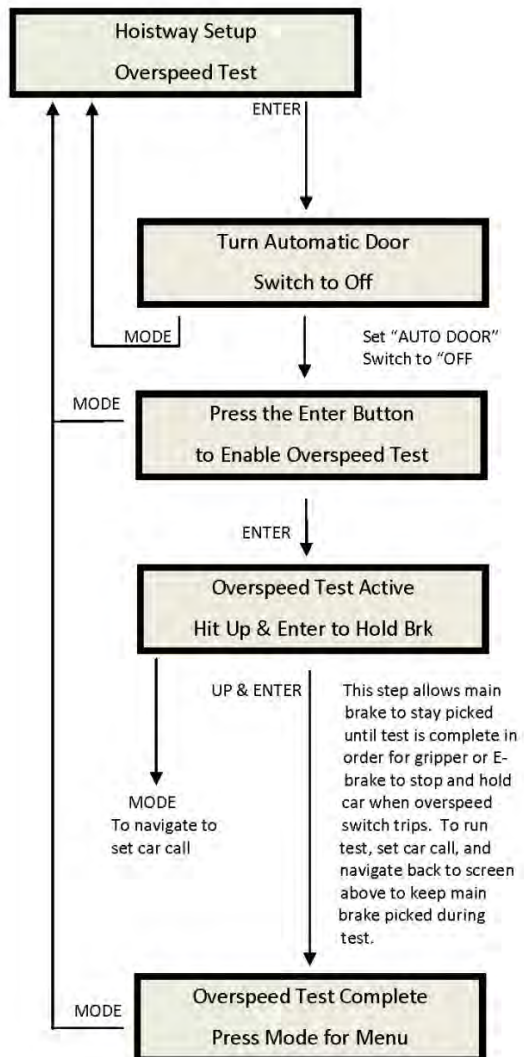 Hoistway Setup
Overspeed Test
ENTER
Turn Automatic Door
Switch to Off
MODE
Set “AUTO DOOR”
Switch to “OFF
MODE
Press the Enter Button
to Enable Overspeed Test
ENTER
Overspeed Test Active
Hit Up & Enter to Hold Brk
UP & ENTER
This step allows main
brake to stay picked
until test is complete in
order for gripper or E-
brake to stop and hold
car when overspeed
switch trips. To run
test, set car call, and
navigate back to screen
above to keep main
brake picked during
test.
MODE
To navigate to
set car call
MODE
Overspeed Test Complete
Press Mode for Menu